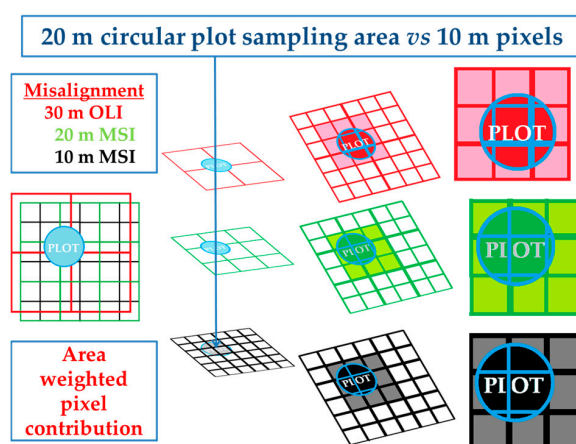 20 m circular plot sampling area vs 10 m pixels
Misalignment
30 m OLI
20 m MSI
10 m MSI
PLOT
PLOT
PLOT
PLOT
PLOT
PLOT
PLOT
Area
weighted
pixel
contribution